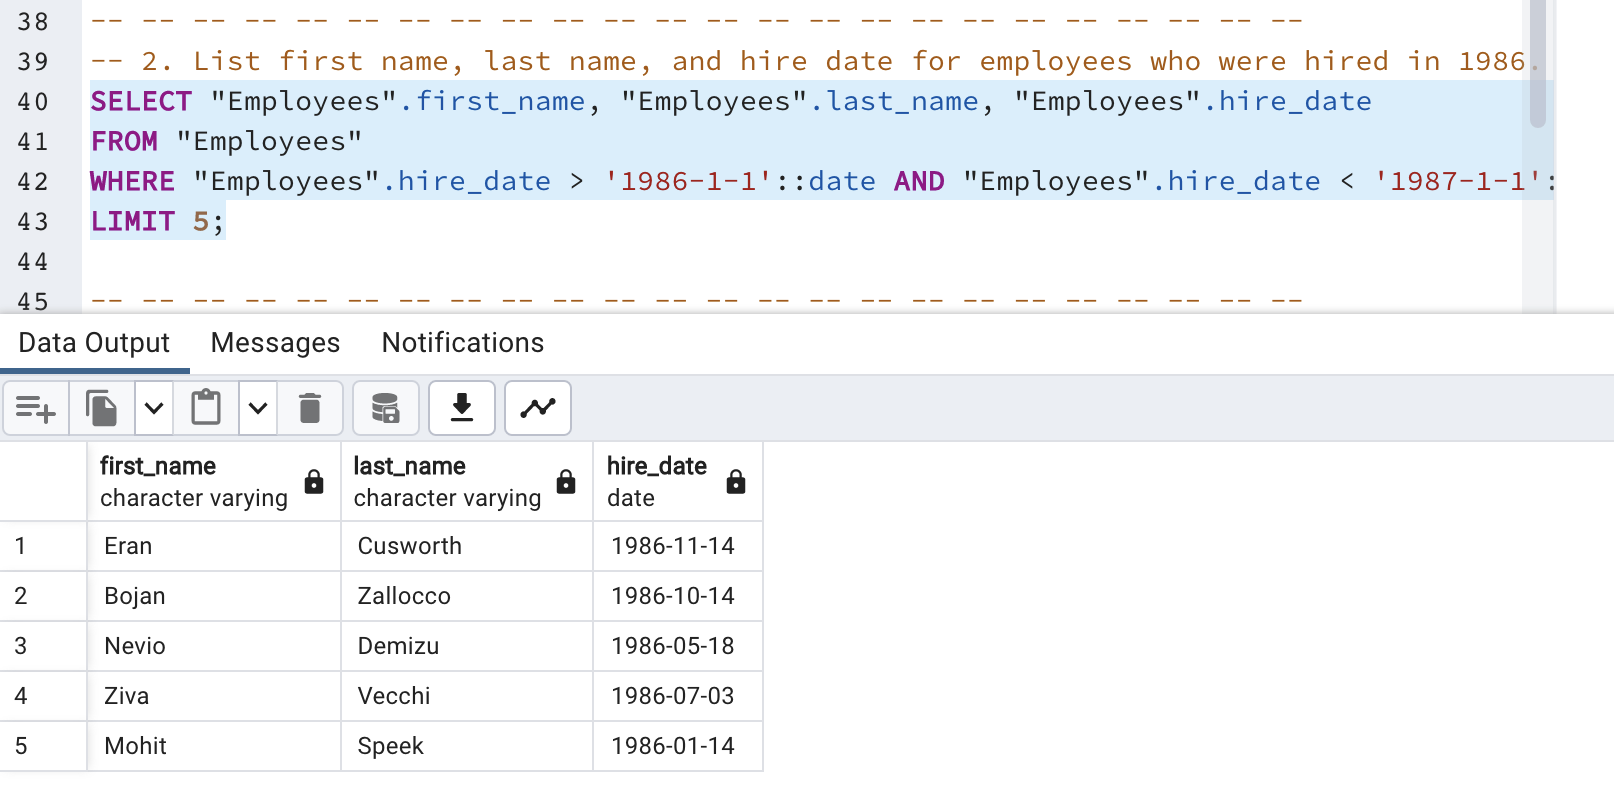 38 -- -- -- -- -- -- -- -- -- -- -- -- -- -- -- -- -- -- -- -- -- -- -- --
39 -- 2. List first name, last name, and hire date for employees who were hired in 1986.
40 SELECT "Employees".first_name, "Employees".last_name, "Employees".hire_date
41 FROM "Employees"
42 WHERE "Employees".hire_date > '1986-1-1'::date AND "Employees".hire_date < '1987-1-1':
43 LIMIT 5;
44
45 -- -- -- -- -- -- -- -- -- -- -- -- -- -- -- -- -- -- -- -- -- -- -- --
Data Output Messages Notifications
first_name last_name hire_date
character varying character varying date
1 Eran Cusworth 1986-11-14
2 Bojan Zallocco 1986-10-14
3 Nevio Demizu 1986-05-18
4 Ziva Vecchi 1986-07-03
5 Mohit Speek 1986-01-14